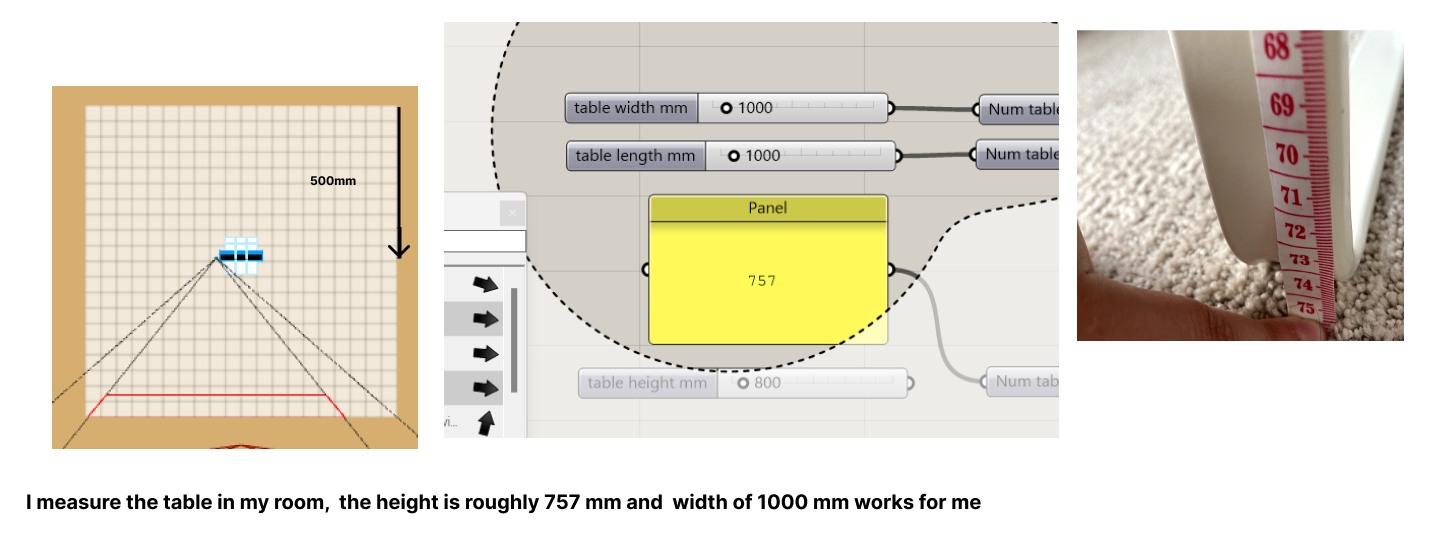 500mm
table width mm
1000
Num table
table length mm
1000
Num table
Panel
757
table height mm
800
Num tab
68
69
70
71
72
73
74
75
I measure the table in my room, the height is roughly 757 mm and width of 1000 mm works for me